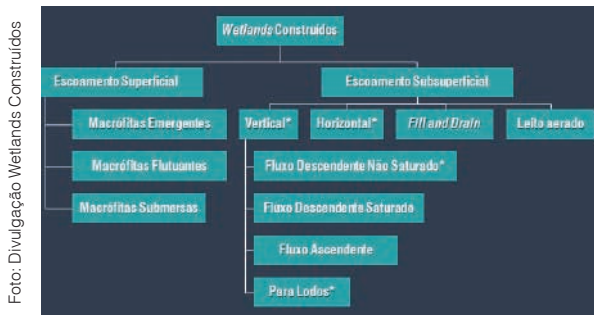 Foto: Divulgação Wetlands Construídos
Wetlands Construídos
Escoamento Superficial
Escoamento Subsuperficial
Macrófitas Emergentes
Vertical*
Horizontal*
Fill and Drain
Leito aerado
Macrófitas Flutuantes
Fluxo Descendente Não Saturado*
Macrófitas Submersas
Fluxo Descendente Saturado
Fluxo Ascendente
Para Lodos*